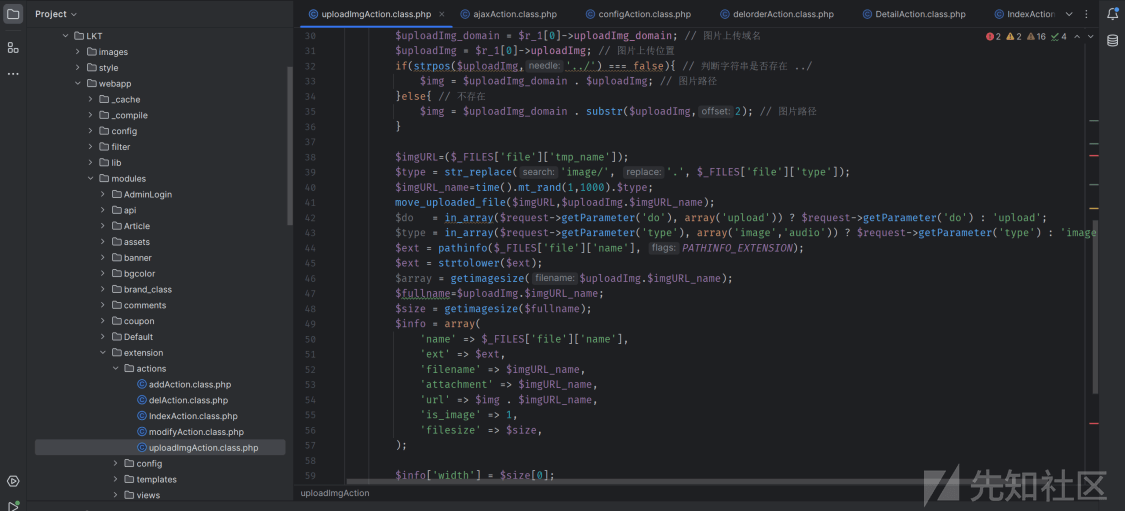 Project
LKT
images
style
webapp
_cache
_compile
config
filter
lib
modules
AdminLogin
api
Article
assets
banner
bgcolor
brand_class
comments
coupon
Default
extension
actions
addAction.class.php
delAction.class.php
IndexAction.class.php
modifyAction.class.php
uploadImgAction.class.php
config
templates
views
uploadImgAction.class.php × ajaxAction.class.php configAction.class.php delorderAction.class.php DetailAction.class.php IndexAction
2 2 16 4
30 $uploadImg_domain = $r_1[0]->uploadImg_domain; // 图片上传域名
31 $uploadImg = $r_1[0]->uploadImg; // 图片上传位置
32 if(strpos($uploadImg, needle: '../') === false){ // 判断字符串是否存在 ../
33 $img = $uploadImg_domain . $uploadImg; // 图片路径
34 }else{ // 不存在
35 $img = $uploadImg_domain . substr($uploadImg, offset: 2); // 图片路径
36 }
37
38 $imgURL=($_FILES['file']['tmp_name']);
39 $type = str_replace( search: 'image/', replace: '.', $_FILES['file']['type']);
40 $imgURL_name=time().mt_rand(1,1000).$type;
41 move_uploaded_file($imgURL,$uploadImg.$imgURL_name);
42 $do = in_array($request->getParameter('do'), array('upload')) ? $request->getParameter('do') : 'upload';
43 $type = in_array($request->getParameter('type'), array('image','audio')) ? $request->getParameter('type') : 'image
44 $ext = pathinfo($_FILES['file']['name'], flags: PATHINFO_EXTENSION);
45 $ext = strtolower($ext);
46 $array = getimagesize( filename: $uploadImg.$imgURL_name);
47 $fullname=$uploadImg.$imgURL_name;
48 $size = getimagesize($fullname);
49 $info = array(
50 'name' => $_FILES['file']['name'],
51 'ext' => $ext,
52 'filename' => $imgURL_name,
53 'attachment' => $imgURL_name,
54 'url' => $img . $imgURL_name,
55 'is_image' => 1,
56 'filesize' => $size,
57 );
58
59 $info['width'] = $size[0];
uploadImgAction
先知社区